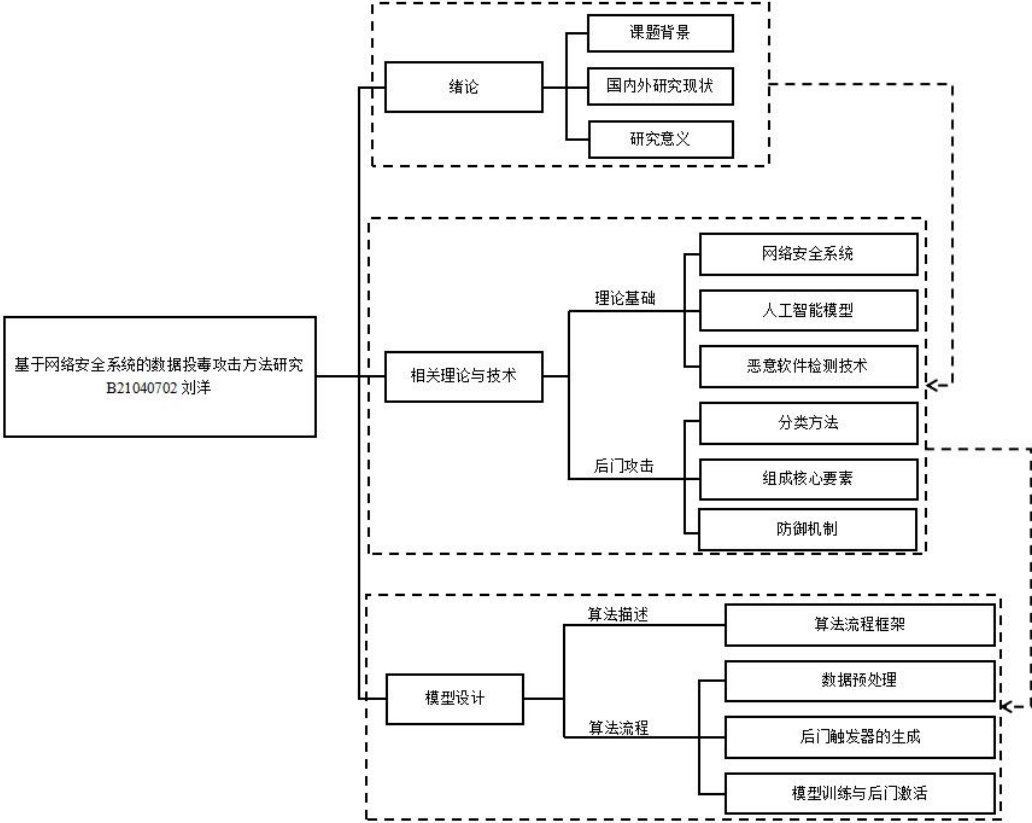 课题背景
绪论
国内外研究现状
研究意义
网络安全系统
理论基础
人工智能模型
基于网络安全系统的数据投毒攻击方法研究
B21040702 刘洋
相关理论与技术
恶意软件检测技术
分类方法
后门攻击
组成核心要素
防御机制
算法描述
算法流程框架
模型设计
数据预处理
算法流程
后门触发器的生成
模型训练与后门激活